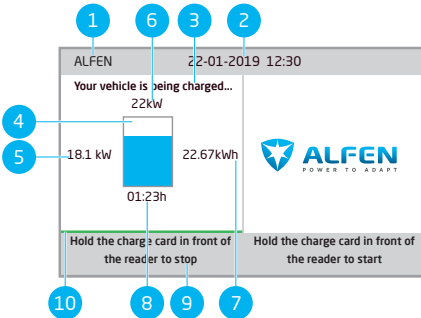 1 6 3 2
ALFEN 22-01-2019 12:30
Your vehicle is being charged...
22kW
4
5 18.1 kW 22.67kWh
ALFEN
POWER TO ADAPT
01:23h
Hold the charge card in front of Hold the charge card in front of
the reader to stop the reader to start
10 8 9 7